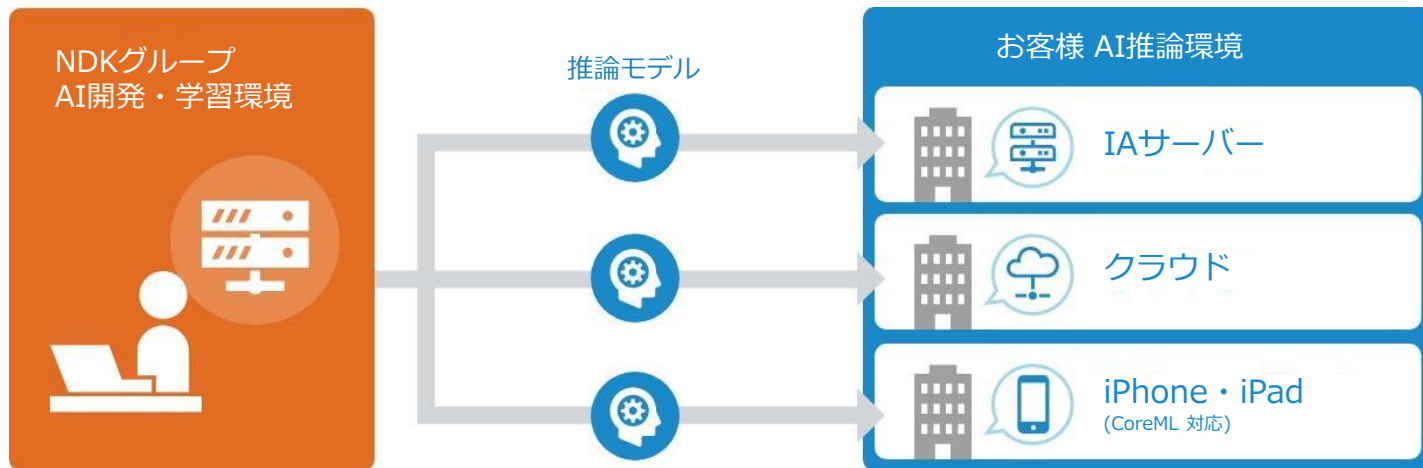 NDKグループ
AI開発・学習環境
推論モデル
お客様 AI推論環境
IAサーバー
クラウド
iPhone・iPad
(CoreML 対応)